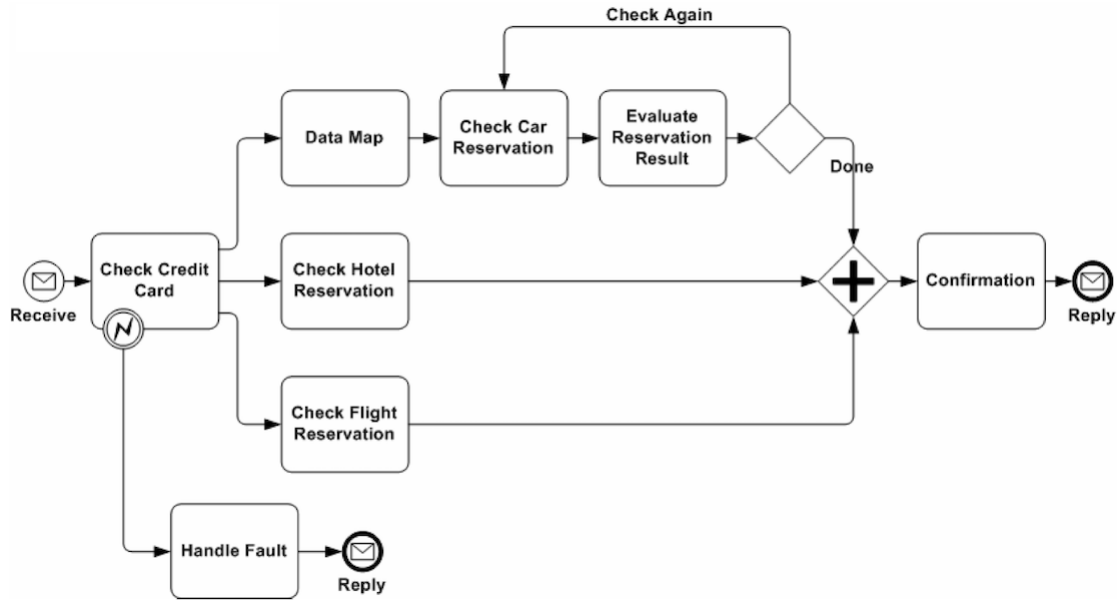 Check Again
Data Map
Check Car
Reservation
Evaluate
Reservation
Result
Done
Receive
Check Credit
Card
Check Hotel
Reservation
Confirmation
Reply
Check Flight
Reservation
Handle Fault
Reply